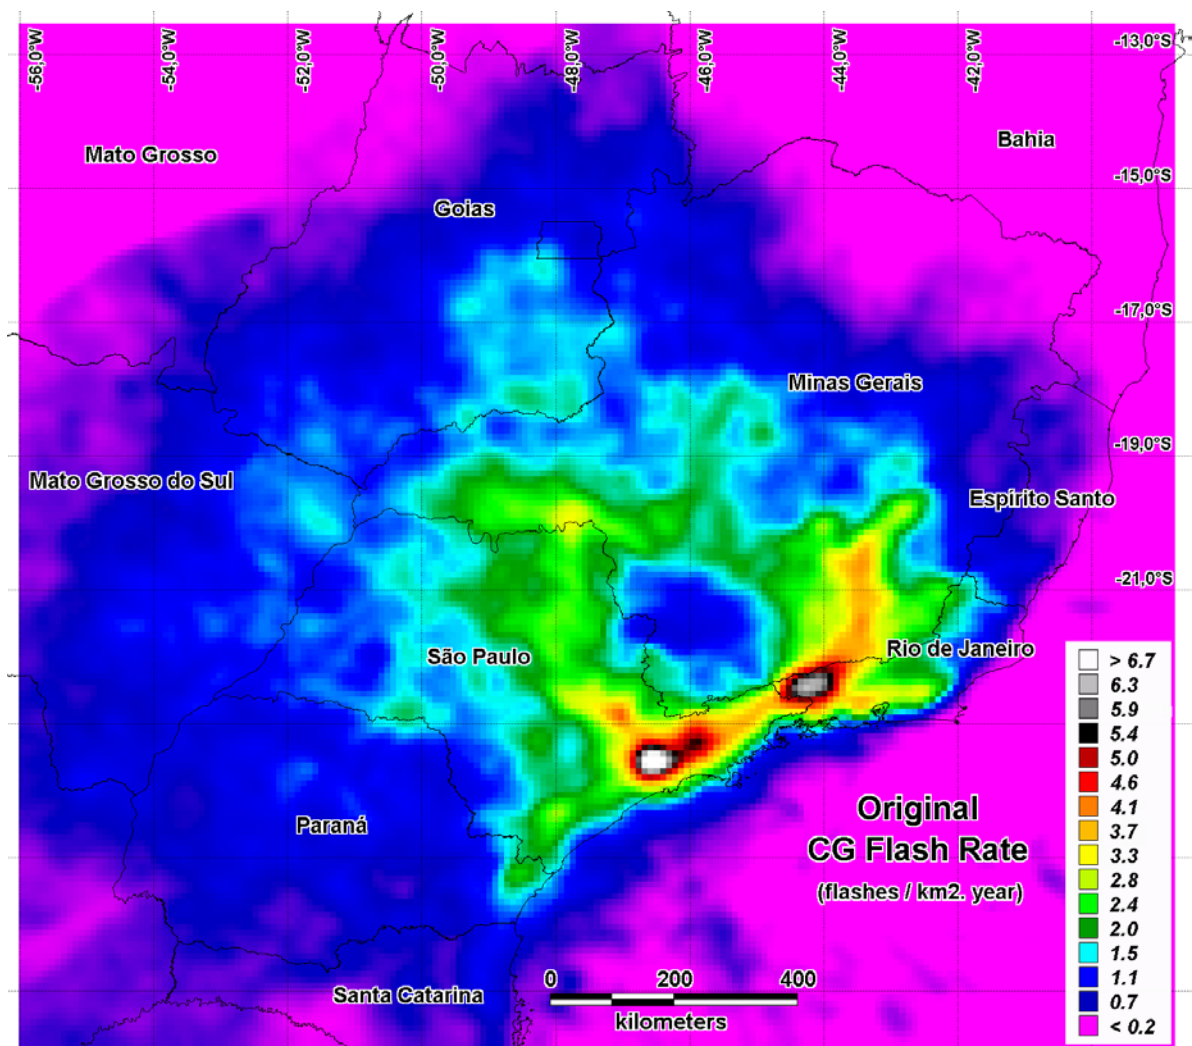 -56,0°W
-54,0°W
-52,0°W
-50,0°W
-48,0°W
-46,0°W
-44,0°W
-42,0°W
-13,0°S
Mato Grosso
Bahia
-15,0°S
Goias
-17,0°S
Minas Gerais
-19,0°S
Mato Grosso do Sul
Espírito Santo
-21,0°S
Rio de Janeiro
São Paulo
Paraná
Santa Catarina
Original
CG Flash Rate
(flashes / km2. year)
0 200 400
kilometers
> 6.7
6.3
5.9
5.4
5.0
4.6
4.1
3.7
3.3
2.8
2.4
2.0
1.5
1.1
0.7
< 0.2